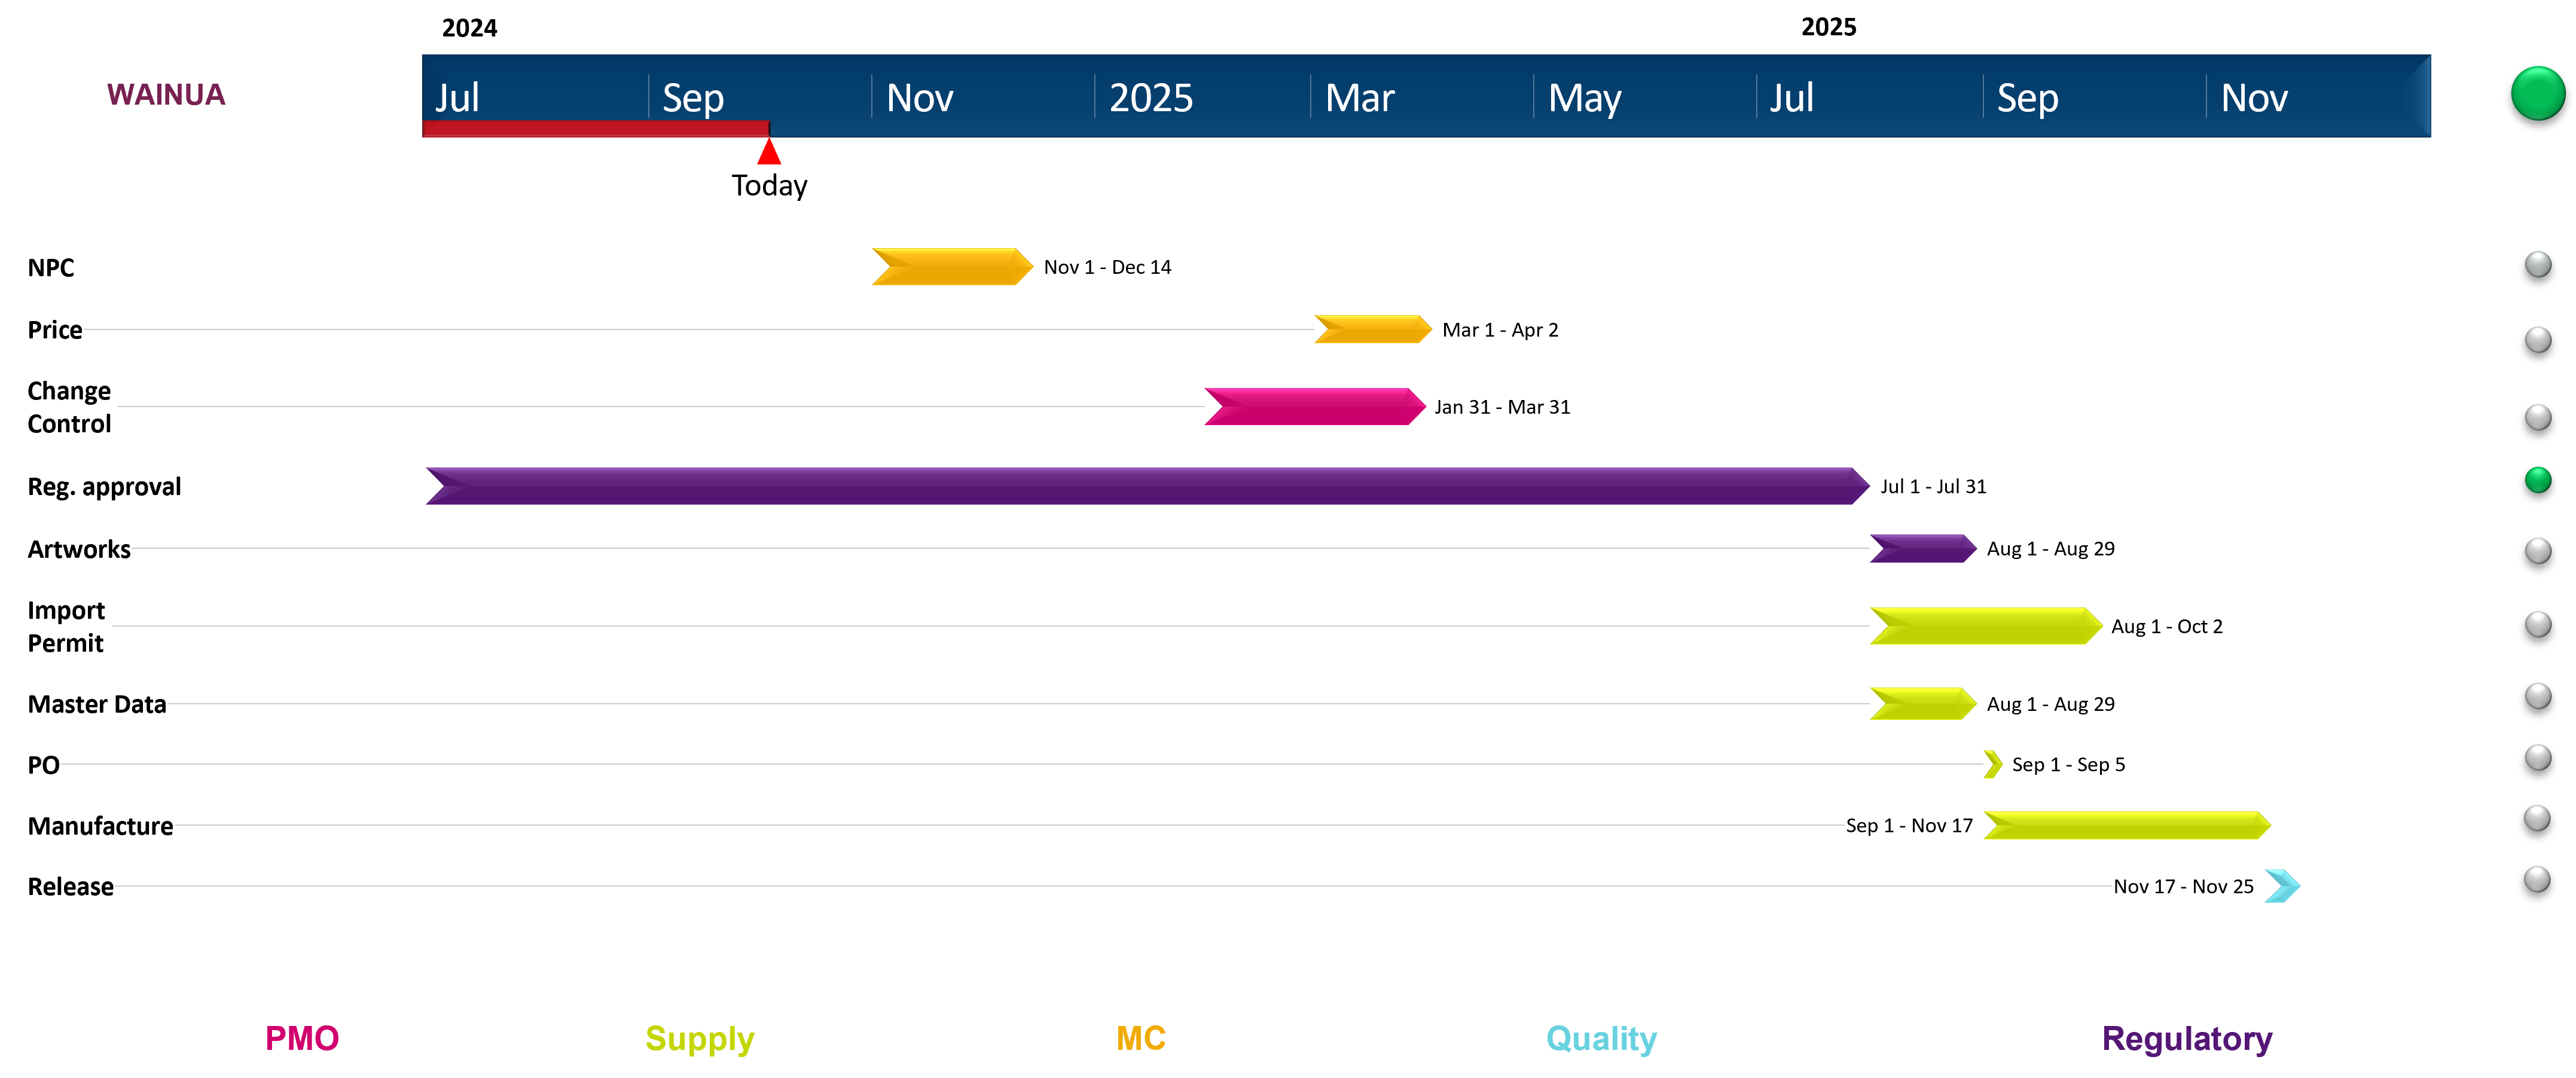 2024
2025
WAINUA
Jul
Sep
Nov
2025
Mar
May
Jul
Sep
Nov
Today
NPC
Nov 1 - Dec 14
Price
Mar 1 - Apr 2
Change
Control
Jan 31 - Mar 31
Reg. approval
Jul 1 - Jul 31
Artworks
Aug 1 - Aug 29
Import
Permit
Aug 1 - Oct 2
Master Data
Aug 1 - Aug 29
PO
Sep 1 - Sep 5
Manufacture
Sep 1 - Nov 17
Release
Nov 17 - Nov 25
PMO
Supply
MC
Quality
Regulatory